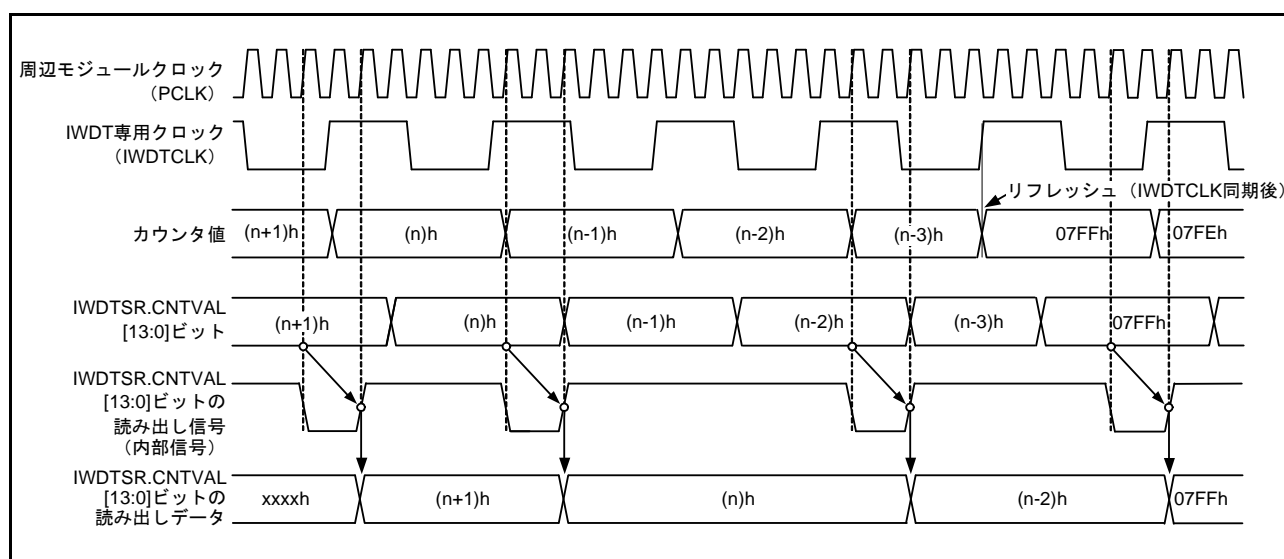 周辺モジュールクロック
(PCLK)
IWDT専用クロック
(IWDTCLK)
リフレッシュ（IWDTCLK同期後）
カウンタ値
(n+1)h
(n)h
(n-1)h
(n-2)h
(n-3)h
07FFh
07FEh
IWDTSR.CNTVAL
[13:0]ビット
(n+1)h
(n)h
(n-1)h
(n-2)h
(n-3)h
07FFh
IWDTSR.CNTVAL
[13:0]ビットの
読み出し信号
（内部信号）
IWDTSR.CNTVAL
[13:0]ビットの
読み出しデータ
xxxxh
(n+1)h
(n)h
(n-2)h
07FFh